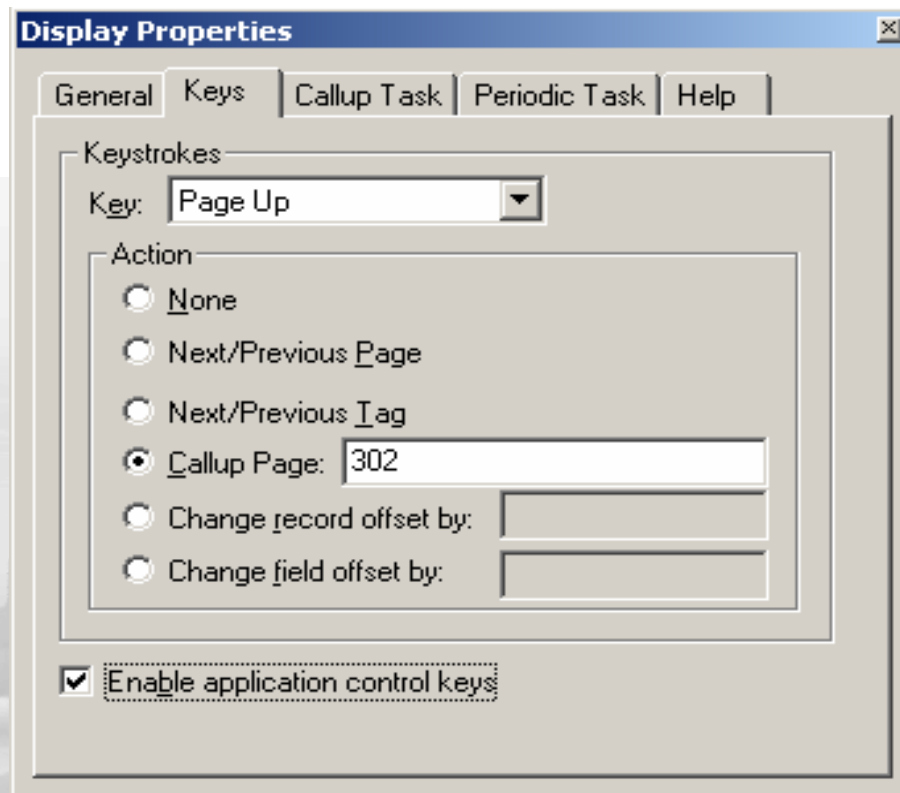 Display Properties
General Keys Callup Task Periodic Task Help
Keystrokes
Key: Page Up
Action
None
Next/Previous Page
Next/Previous Tag
Callup Page: 302
Change record offset by:
Change field offset by:
Enable application control keys